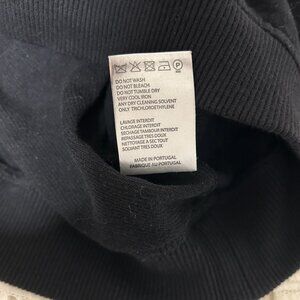 DO NOT WASH
DO NOT BLEACH
DO NOT TUMBLE DRY
VERY COOL IRON
ANY DRY CLEANING SOLVENT
ONLY TRICHLOROETHYLENE
LAVAGE INTERDIT
CHLORAGE INTERDIT
SECHAGE TAMBOUR INTERDIT
REPASSAGE TRES DOUX
NETTOYAGE A SEC TOUT
SOLVANT TRES DOUX
MADE IN PORTUGAL
FABRIQUE AU PORTUGAL